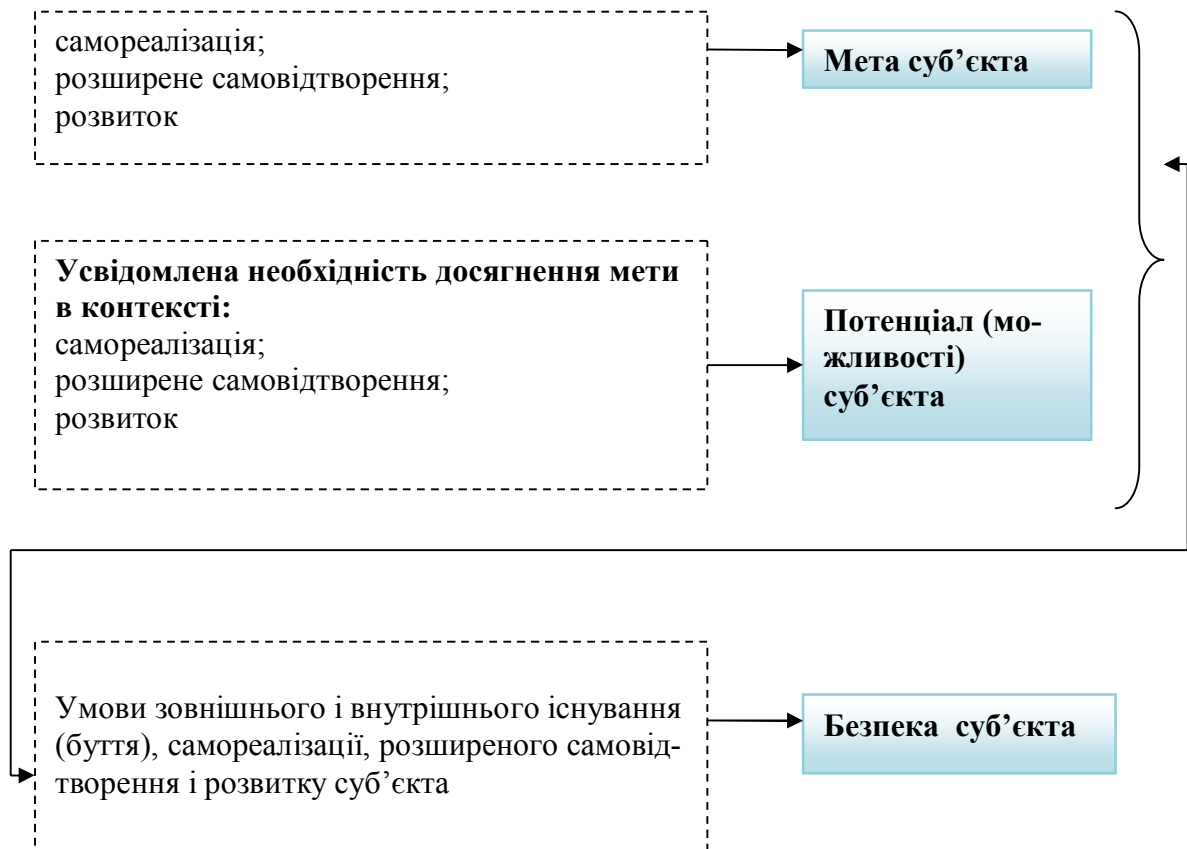 самореалізація;
розширене самовідтворення;
розвиток
Мета суб’єкта
Усвідомлена необхідність досягнення мети
в контексті:
самореалізація;
розширене самовідтворення;
розвиток
Потенціал (мо-
жливості)
суб’єкта
Умови зовнішнього і внутрішнього існування
(буття), самореалізації, розширеного самовід-
творення і розвитку суб’єкта
Безпека суб’єкта